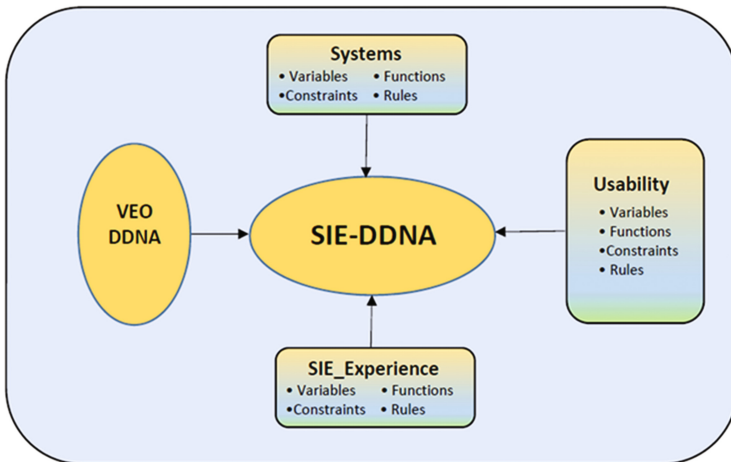 Systems
• Variables • Functions
•Constraints • Rules
VEO
DDNA
SIE-DDNA
Usability
• Variables
• Functions
•Constraints
• Rules
SIE_Experience
• Variables • Functions
•Constraints • Rules